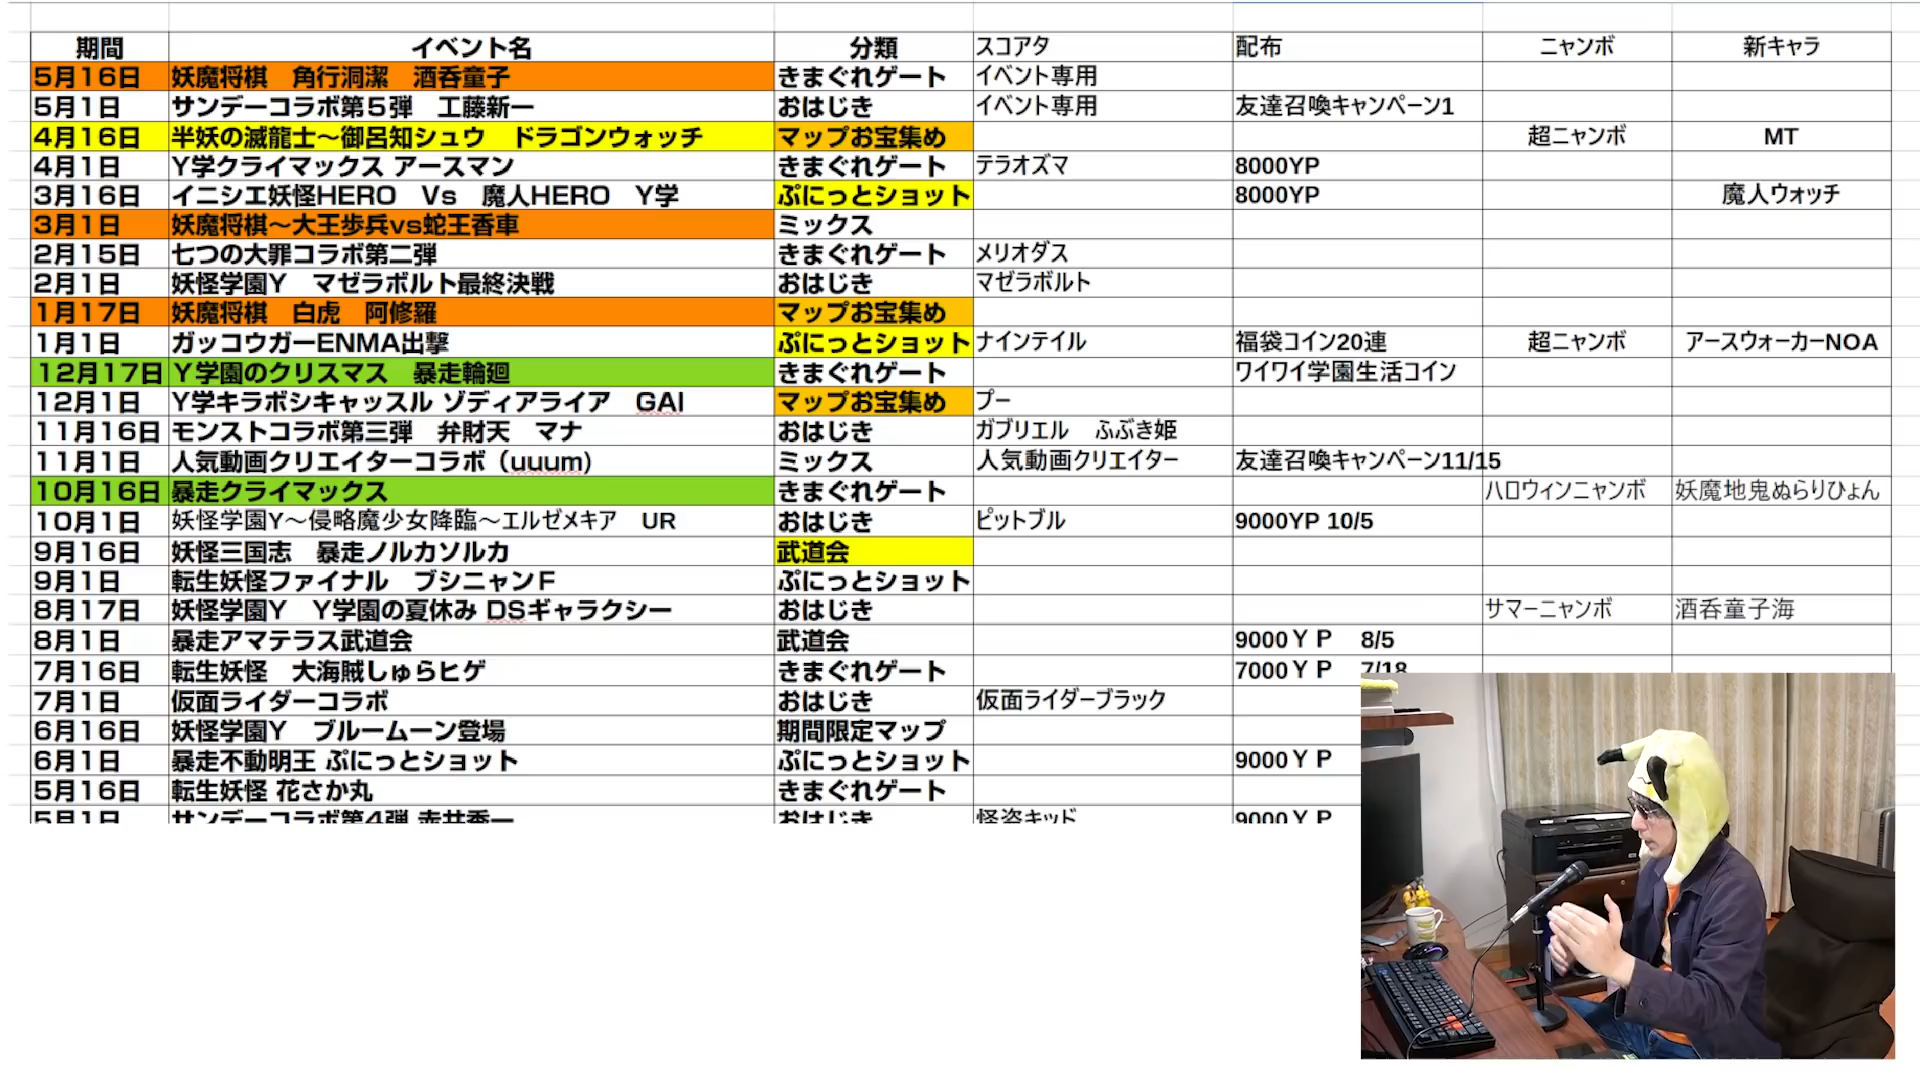 期間 イベント名 分類 スコアタ 配布 ニャンボ 新キャラ
5月16日 妖魔将棋　角行洞潔　酒呑童子 きまぐれゲート イベント専用
5月1日 サンデーコラボ第５弾　工藤新一 おはじき イベント専用 友達召喚キャンペーン1
4月16日 半妖の滅龍士～御呂知シュウ　ドラゴンウォッチ マップお宝集め 超ニャンボ MT
4月1日 Y学クライマックス アースマン きまぐれゲート テラオズマ 8000YP
3月16日 イニシエ妖怪HERO　Vs　魔人HERO　Y学 ぷにっとショット 8000YP 魔人ウォッチ
3月1日 妖魔将棋～大王歩兵vs蛇王香車 ミックス
2月15日 七つの大罪コラボ第二弾 きまぐれゲート メリオダス
2月1日 妖怪学園Y　マゼラボルト最終決戦 おはじき マゼラボルト
1月17日 妖魔将棋　白虎　阿修羅 マップお宝集め
1月1日 ガッコウガーENMA出撃 ぷにっとショット ナインテイル 福袋コイン20連 超ニャンボ アースウォーカーNOA
12月17日 Y学園のクリスマス　暴走輪廻 きまぐれゲート ワイワイ学園生活コイン
12月1日 Y学キラボシキャッスル ゾディアライア　GAI マップお宝集め プー
11月16日 モンストコラボ第三弾　弁財天　マナ おはじき ガブリエル　ふぶき姫
11月1日 人気動画クリエイターコラボ（uuum） ミックス 人気動画クリエイター 友達召喚キャンペーン11/15
10月16日 暴走クライマックス きまぐれゲート ハロウィンニャンボ 妖魔地鬼ぬらりひょん
10月1日 妖怪学園Y～侵略魔少女降臨～エルゼメキア　UR おはじき ピットブル 9000YP 10/5
9月16日 妖怪三国志　暴走ノルカソルカ 武道会
9月1日 転生妖怪ファイナル　ブシニャンＦ ぷにっとショット
8月17日 妖怪学園Y　Y学園の夏休み DSギャラクシー おはじき サマーニャンボ 酒呑童子海
8月1日 暴走アマテラス武道会 武道会 9000ＹＰ　8/5
7月16日 転生妖怪　大海賊しゅらヒゲ きまぐれゲート 7000ＹＰ　7/18
7月1日 仮面ライダーコラボ おはじき 仮面ライダーブラック
6月16日 妖怪学園Y　ブルームーン登場 期間限定マップ
6月1日 暴走不動明王 ぷにっとショット ぷにっとショット 9000ＹＰ
5月16日 転生妖怪 花さか丸 きまぐれゲート
5月1日 サンデーコラボ第4弾 赤井秀一 おはじき 怪盗キッド 9000ＹＰ